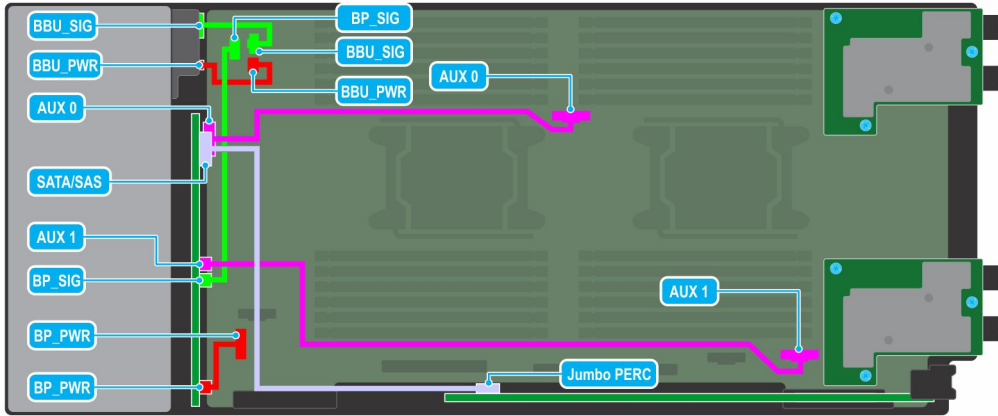 BBU_SIG
BP_SIG
BBU_SIG
BBU_PWR
BBU_PWR
AUX 0
AUX 0
SATA/SAS
AUX 1
BP_SIG
AUX 1
BP_PWR
Jumbo PERC
BP_PWR